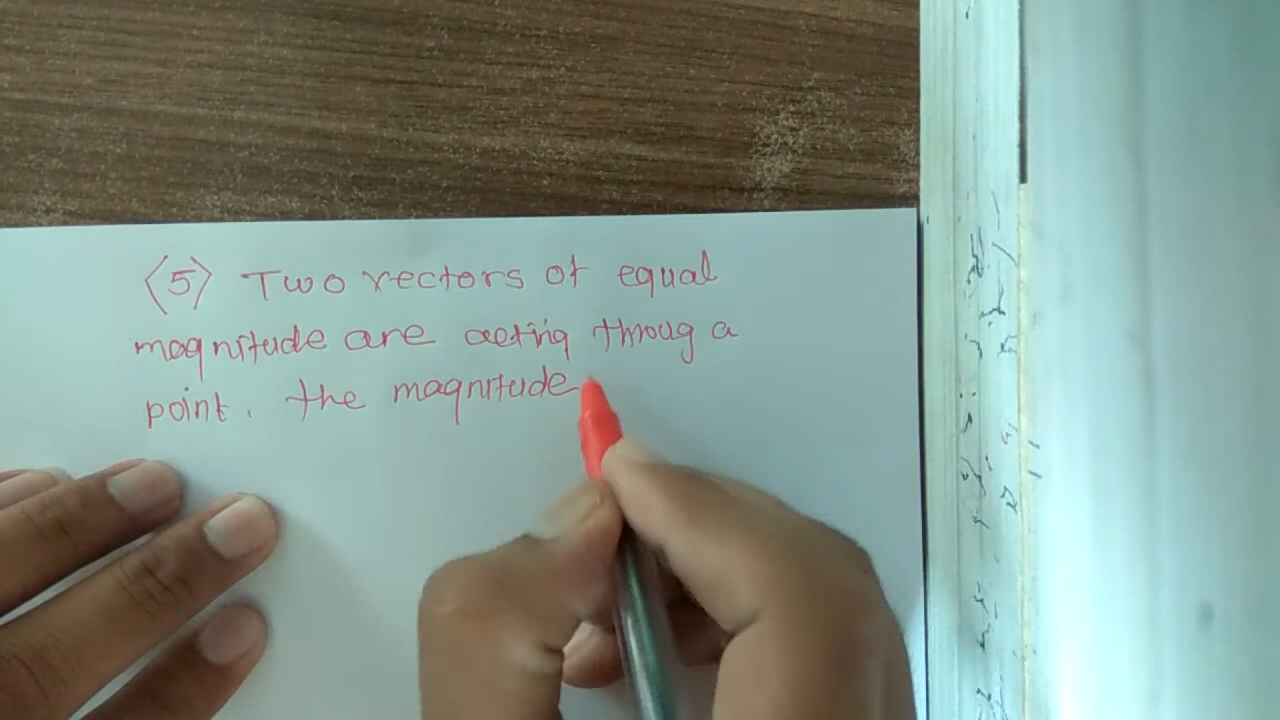 (5) Two vectors of equal
magnitude are acting throug a
point. the magnitude